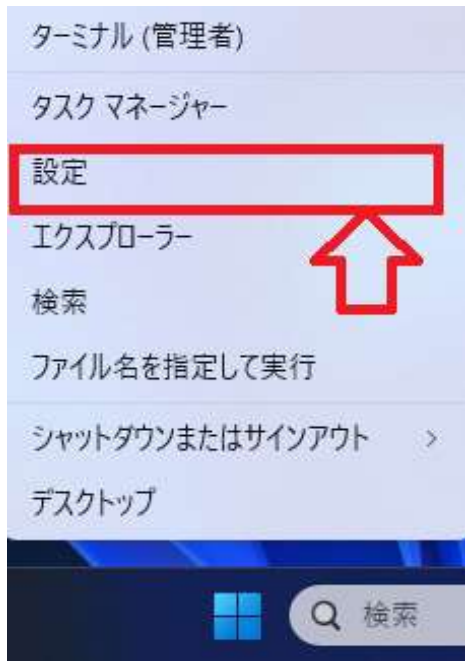 ターミナル (管理者)
タスク マネージャー
設定
エクスプローラー
検索
ファイル名を指定して実行
シャットダウンまたはサインアウト
デスクトップ
検索